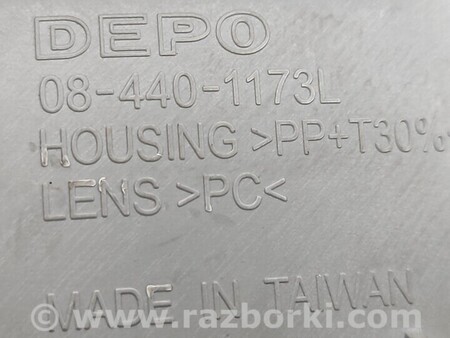 DEPO
08-440-1173L
HOUSING >PP+T30%
LENS >PC<
MADE IN TAIWAN
© www.razborki.com